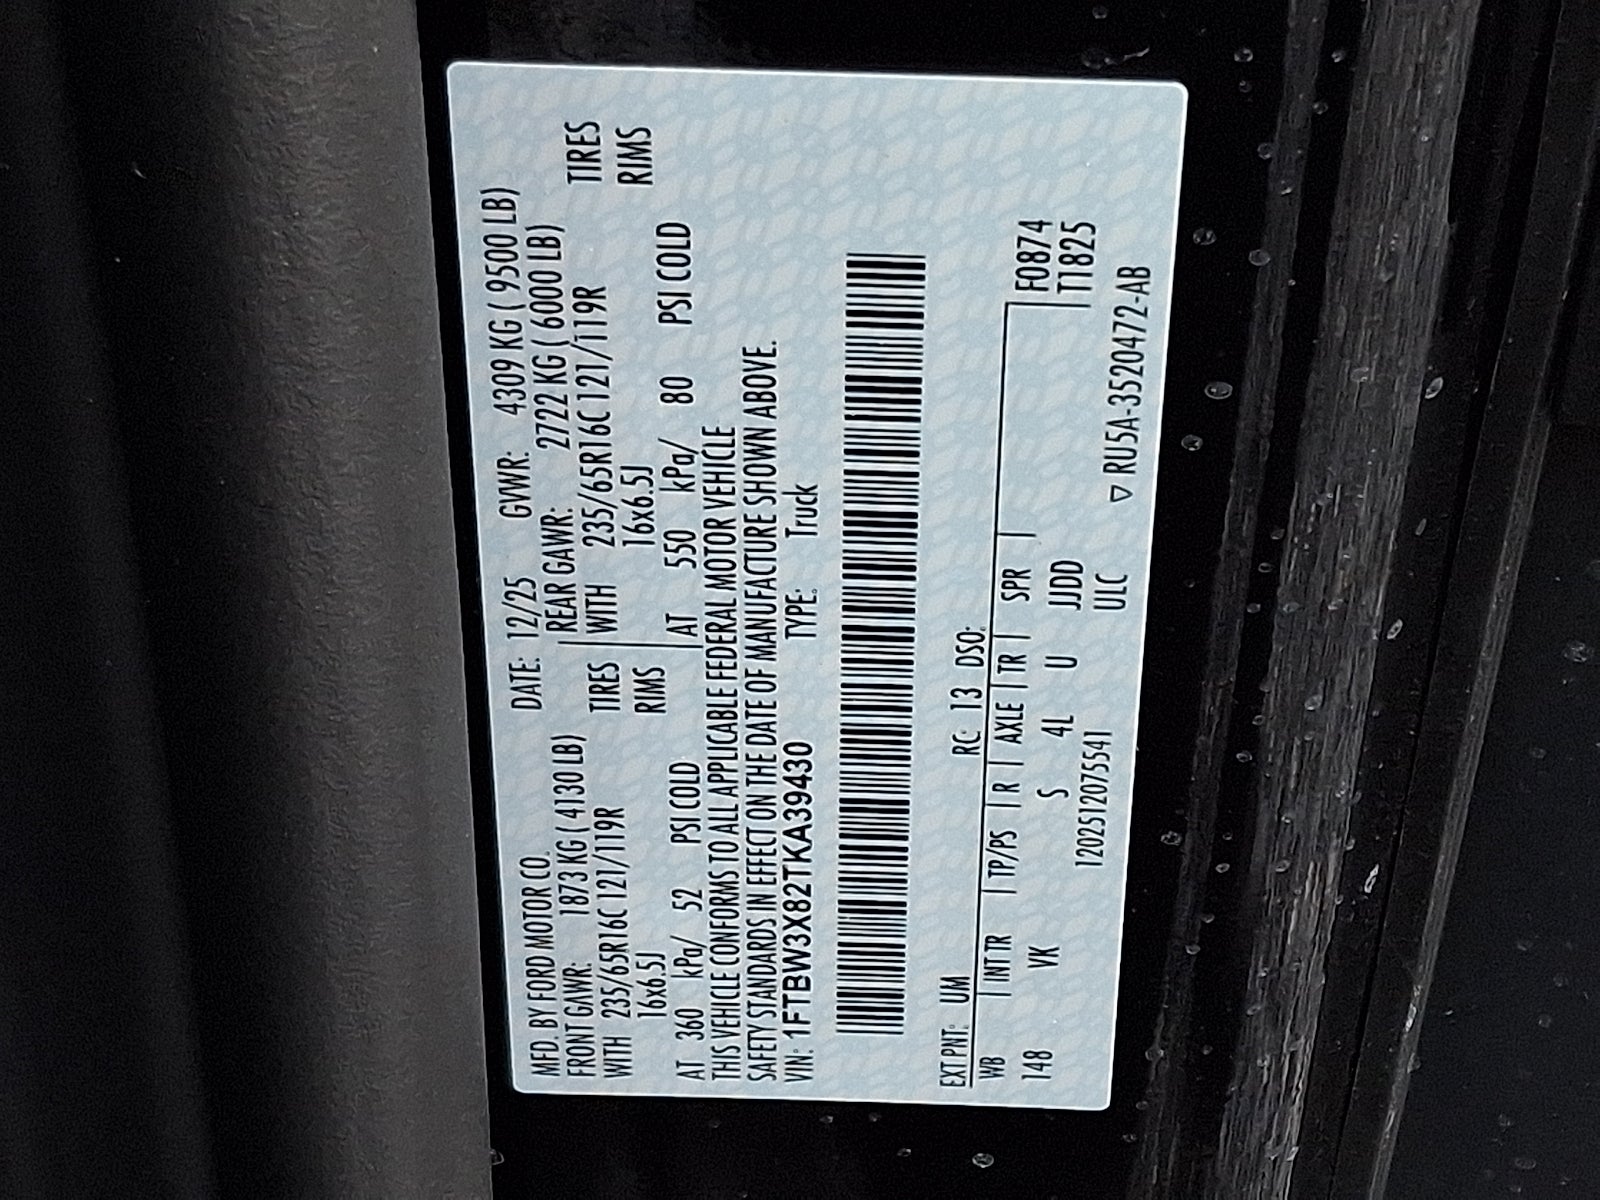 MFD. BY FORD MOTOR CO. DATE: 12/25 GVWR: 4309 KG ( 9500 LB)
FRONT GAWR: 1873 KG ( 4130 LB) REAR GAWR: 2722 KG ( 6000 LB)
WITH 235/65R16C 121/119R TIRES WITH 235/65R16C 121/119R TIRES
16x6.5J RIMS 16x6.5J RIMS
AT 360 kPa/ 52 PSI COLD AT 550 kPa/ 80 PSI COLD
THIS VEHICLE CONFORMS TO ALL APPLICABLE FEDERAL MOTOR VEHICLE
SAFETY STANDARDS IN EFFECT ON THE DATE OF MANUFACTURE SHOWN ABOVE.
VIN: 1FTBW3X82TKA39430 TYPE: Truck
EXT PNT: UM RC: 13 DSO:
WB INT TR TP/PS R AXLE TR SPR F0874
148 VK S 4L U JJDD T1825
1202512075541 ULC ▽ RU5A-3520472-AB